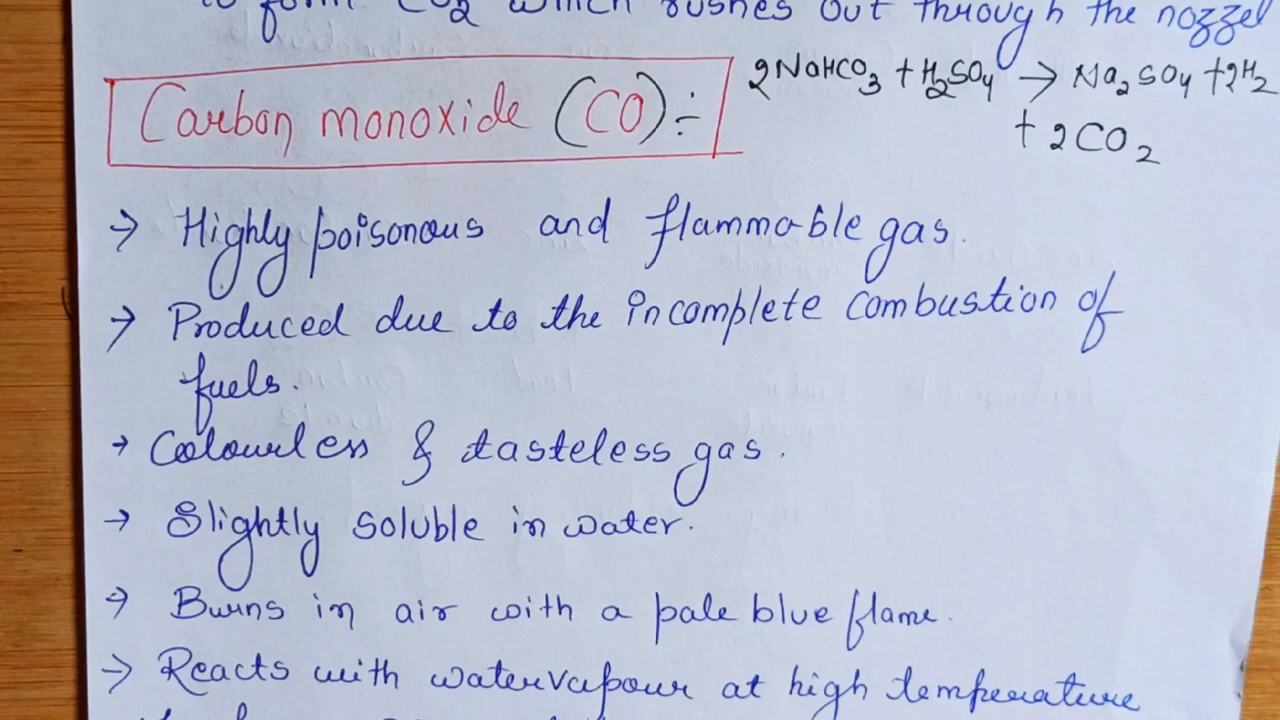 to form CO₂ which rushes out through the nozzel
Carbon monoxide (CO):-
2NaHCO₃ + H₂SO₄ → Na₂SO₄ + 2H₂
+ 2CO₂
→ Highly poisonous and flammable gas.
→ Produced due to the incomplete combustion of
fuels.
→ Colourless & tasteless gas.
→ Slightly soluble in water.
→ Burns in air with a pale blue flame.
→ Reacts with watervapour at high temperature